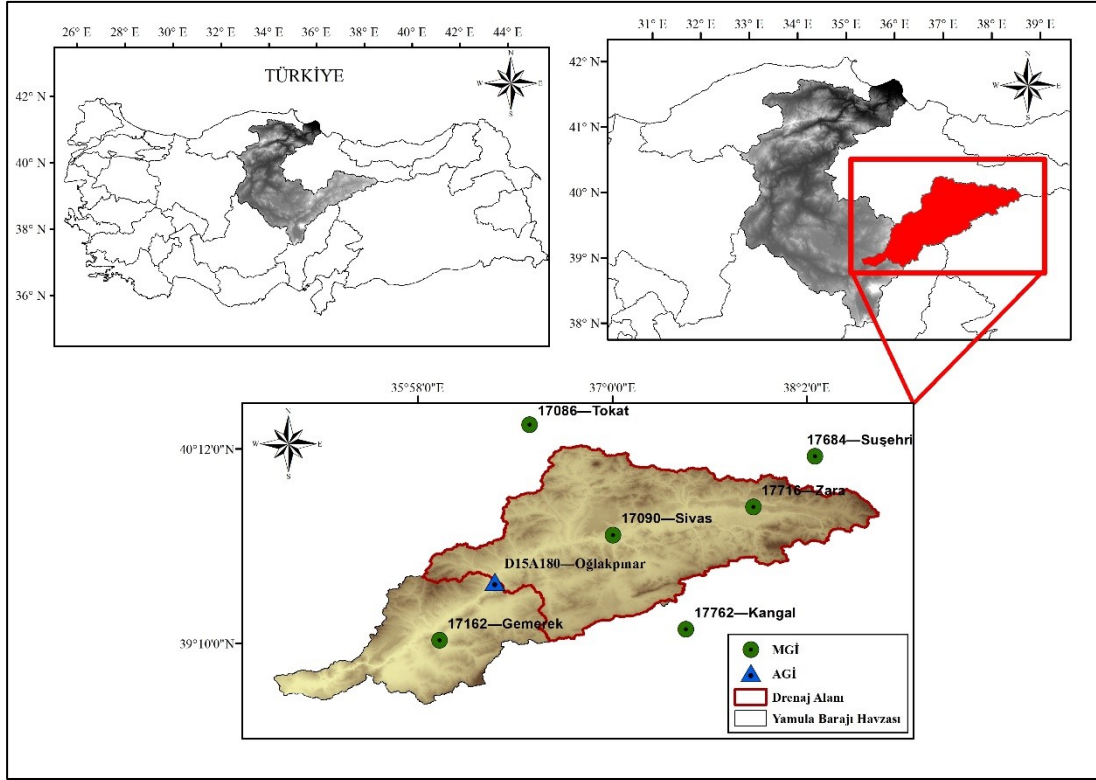 26° E 28° E 30° E 32° E 34° E 36° E 38° E 40° E 42° E 44° E
TÜRKİYE
N
W E
S
42° N
40° N
38° N
36° N
31° E 32° E 33° E 34° E 35° E 36° E 37° E 38° E 39° E
N
W E
S
42° N
41° N
40° N
39° N
38° N
35°58'0"E 37°0'0"E 38°2'0"E
N
W E
S
17086—Tokat
40°12'0"N
17684—Suşehri
17716—Zara
17090—Sivas
D15A180—Oğlakpınar
17762—Kangal
17162—Gemerek
39°10'0"N
MGİ
AGİ
Drenaj Alanı
Yamula Barajı Havzası